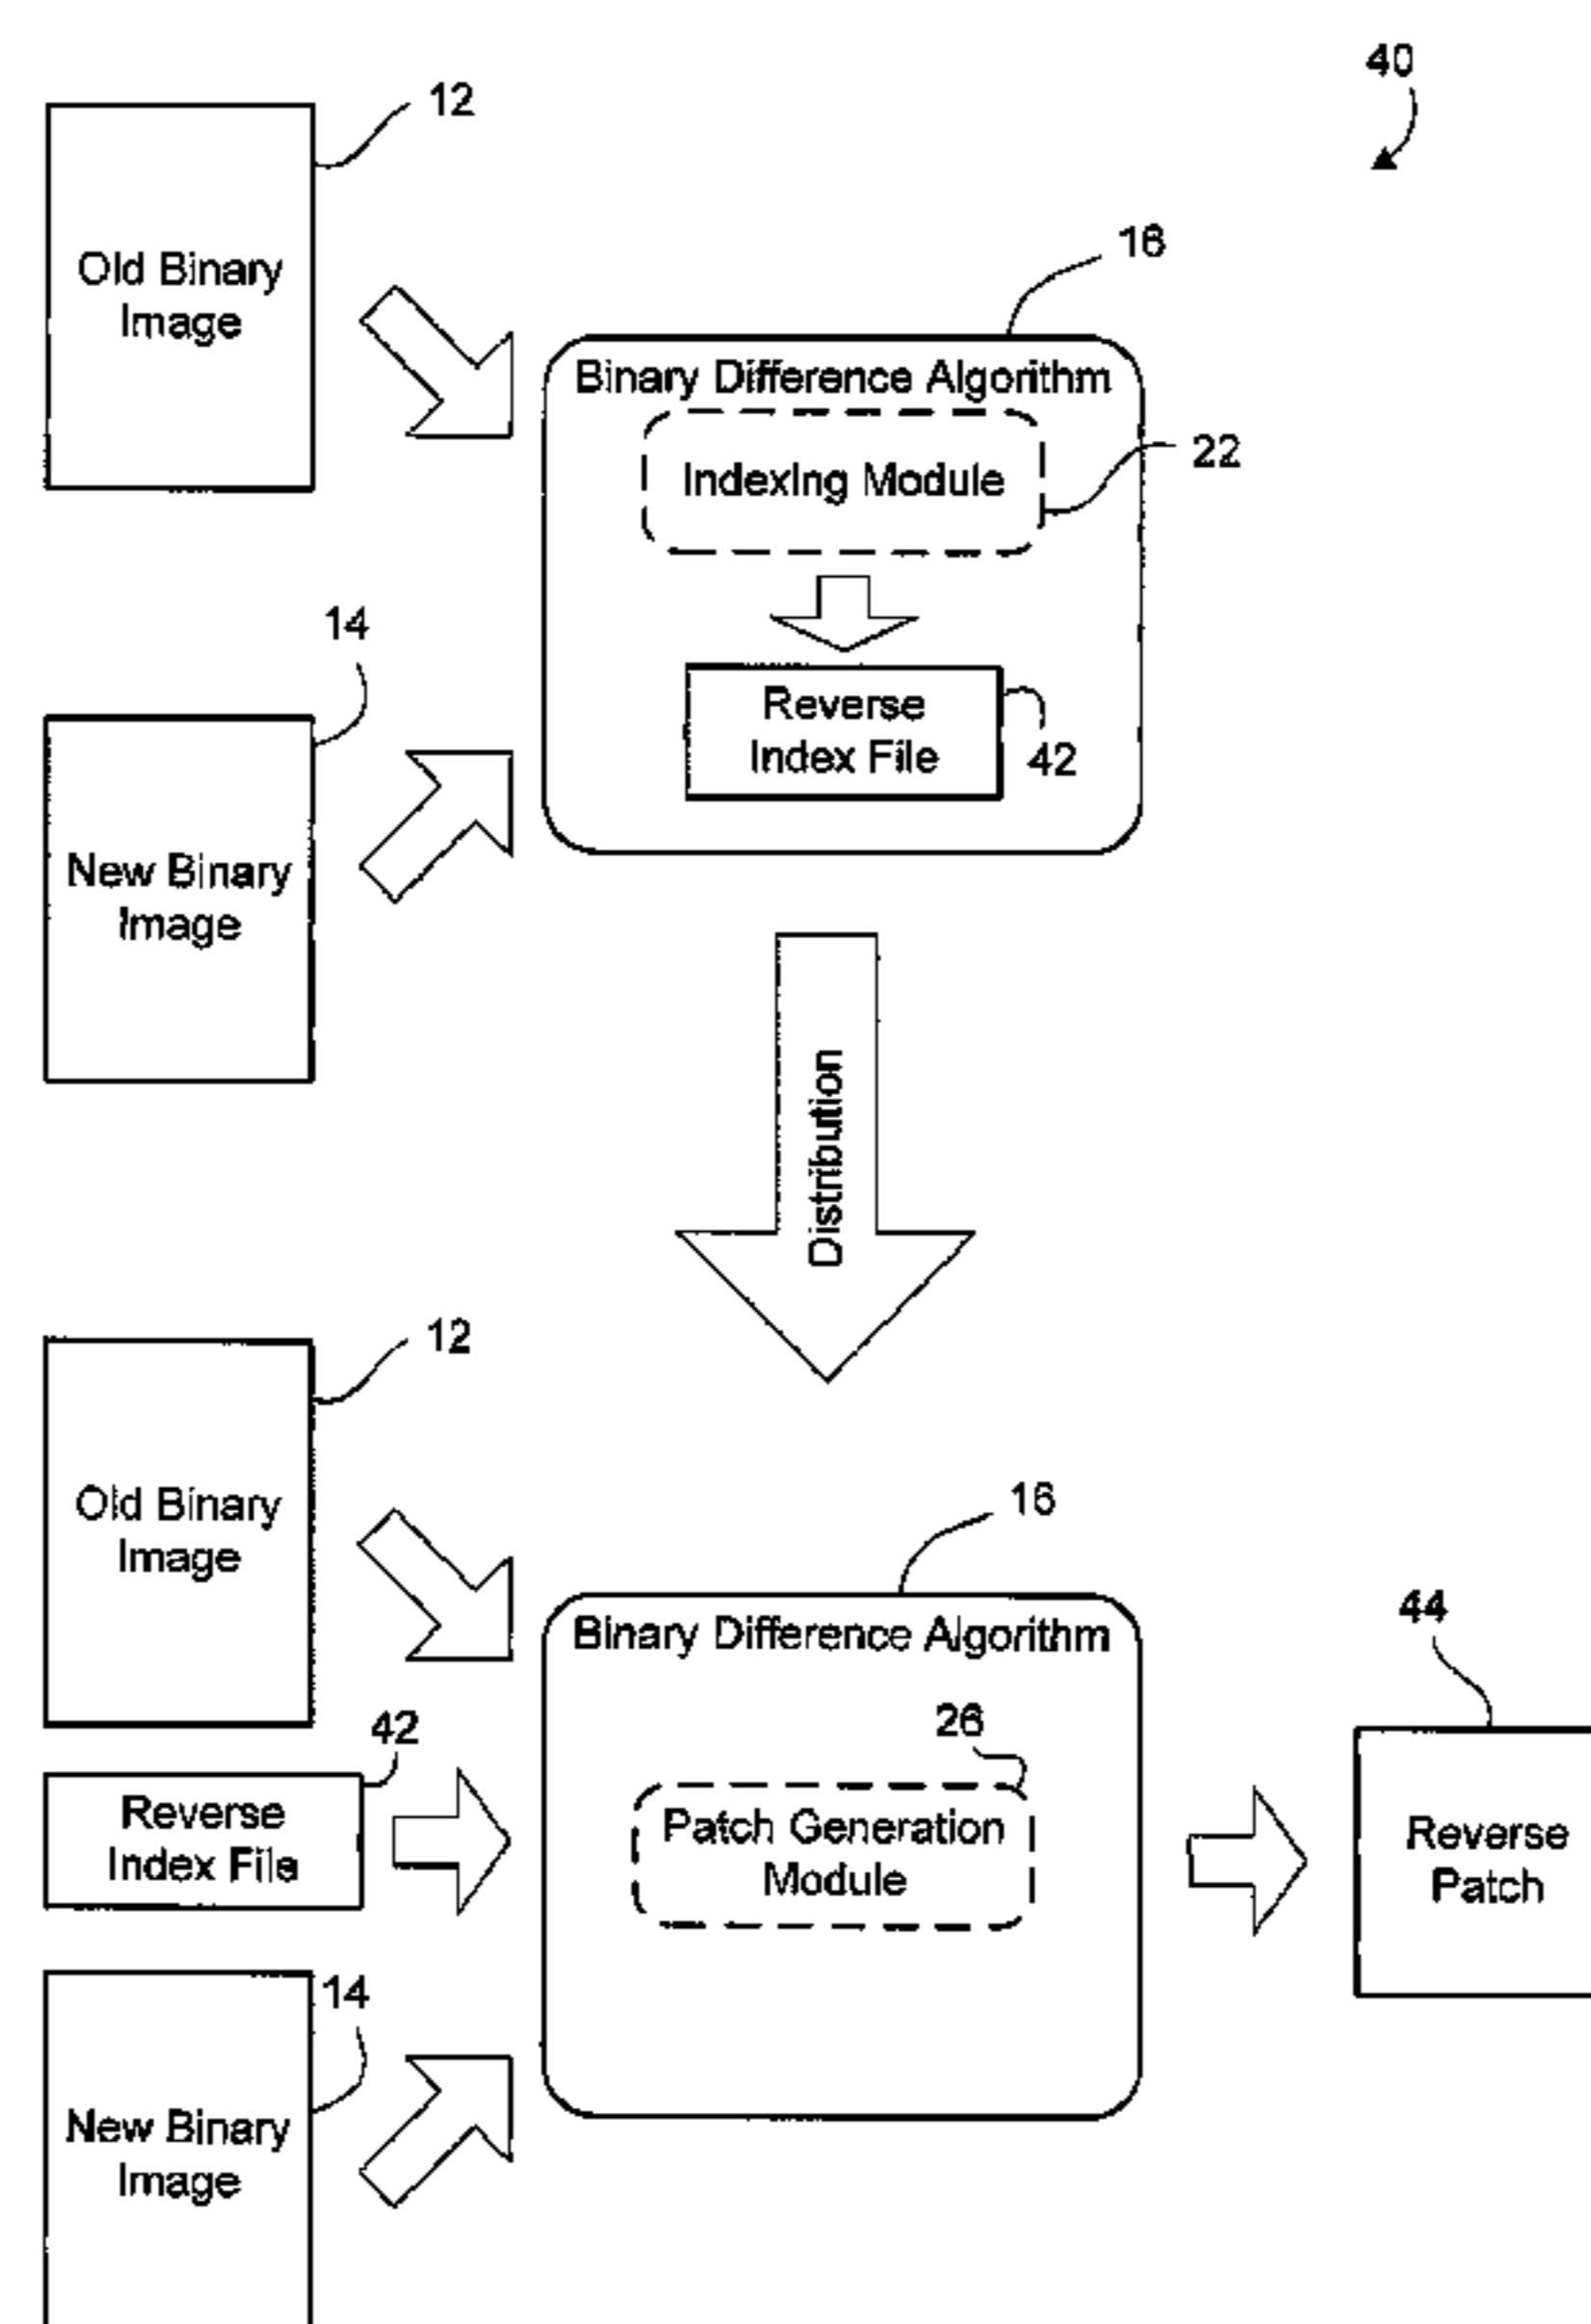 40
12
Old Binary
Image
16
Binary Difference Algorithm
Indexing Module
22
14
Reverse
Index File
42
New Binary
Image
Distribution
12
Old Binary
Image
16
Binary Difference Algorithm
44
42
26
Reverse
Index File
Patch Generation
Module
Reverse
Patch
14
New Binary
Image